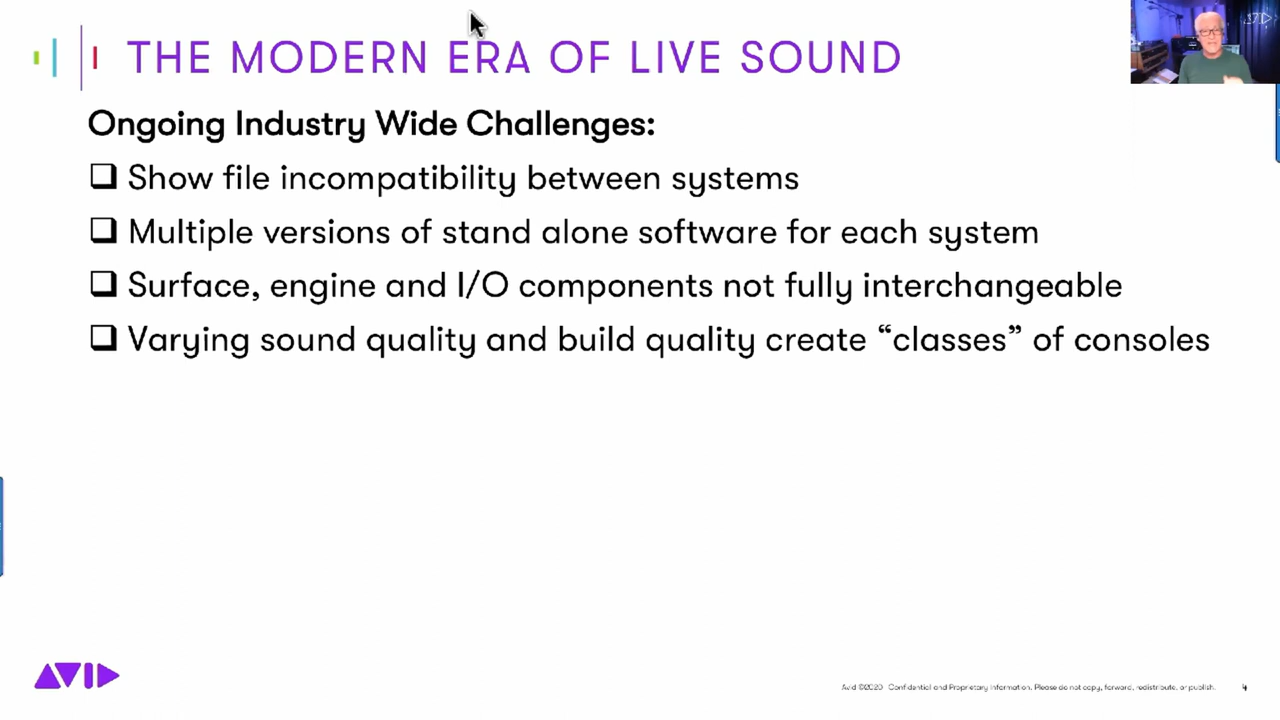 THE MODERN ERA OF LIVE SOUND
Ongoing Industry Wide Challenges:
Show file incompatibility between systems
Multiple versions of stand alone software for each system
Surface, engine and I/O components not fully interchangeable
Varying sound quality and build quality create “classes” of consoles
AVID
Avid ©2020 Confidential and Proprietary Information. Please do not copy, forward, redistribute, or publish. 4